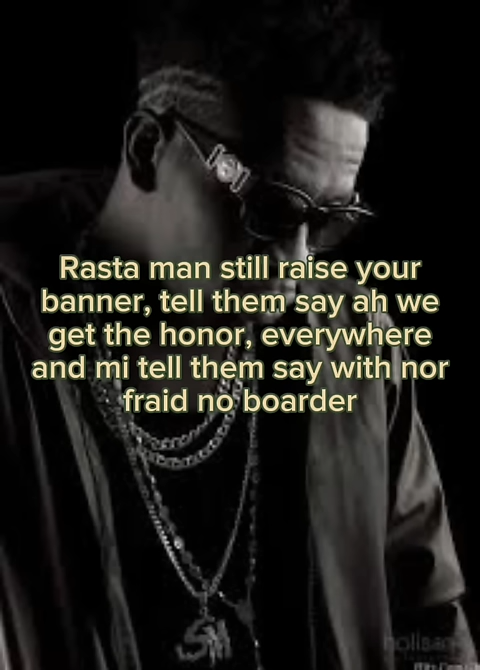 Rasta man still raise your
banner, tell them say ah we
get the honor, everywhere
and mi tell them say with nor
fraid no boarder
SM